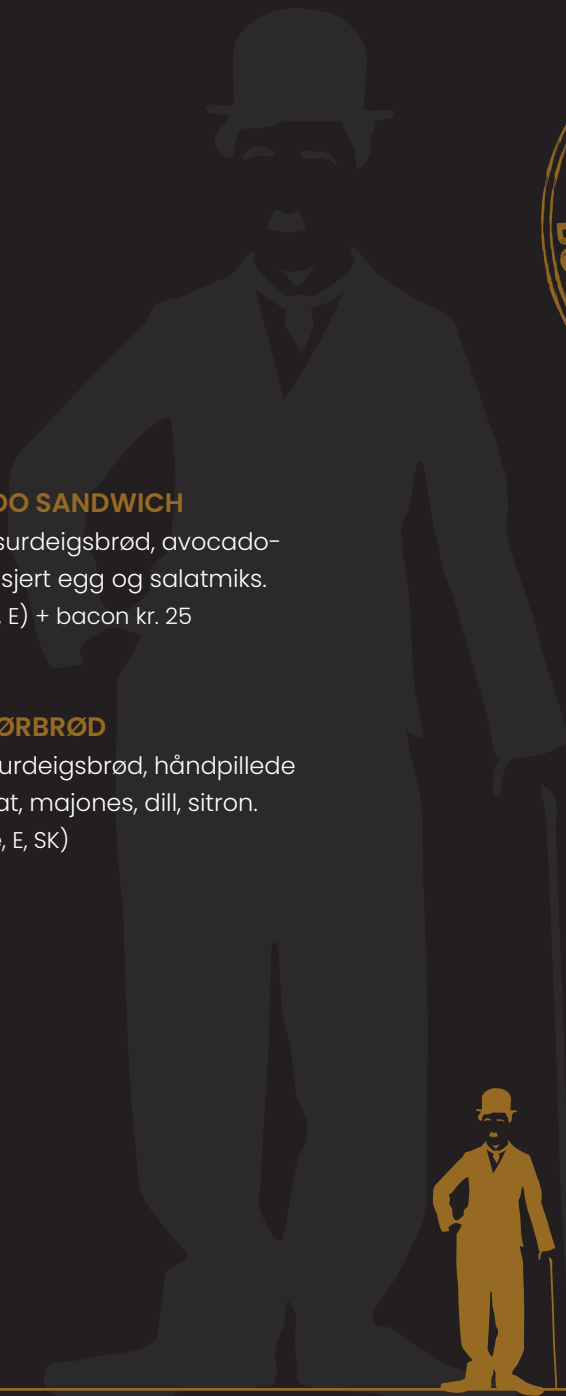 DO SANDWICH
surdeigsbrød, avocado-
sjert egg og salatmiks.
, E) + bacon kr. 25
ØRBRØD
urdeigsbrød, håndpillede
at, majones, dill, sitron.
, E, SK)